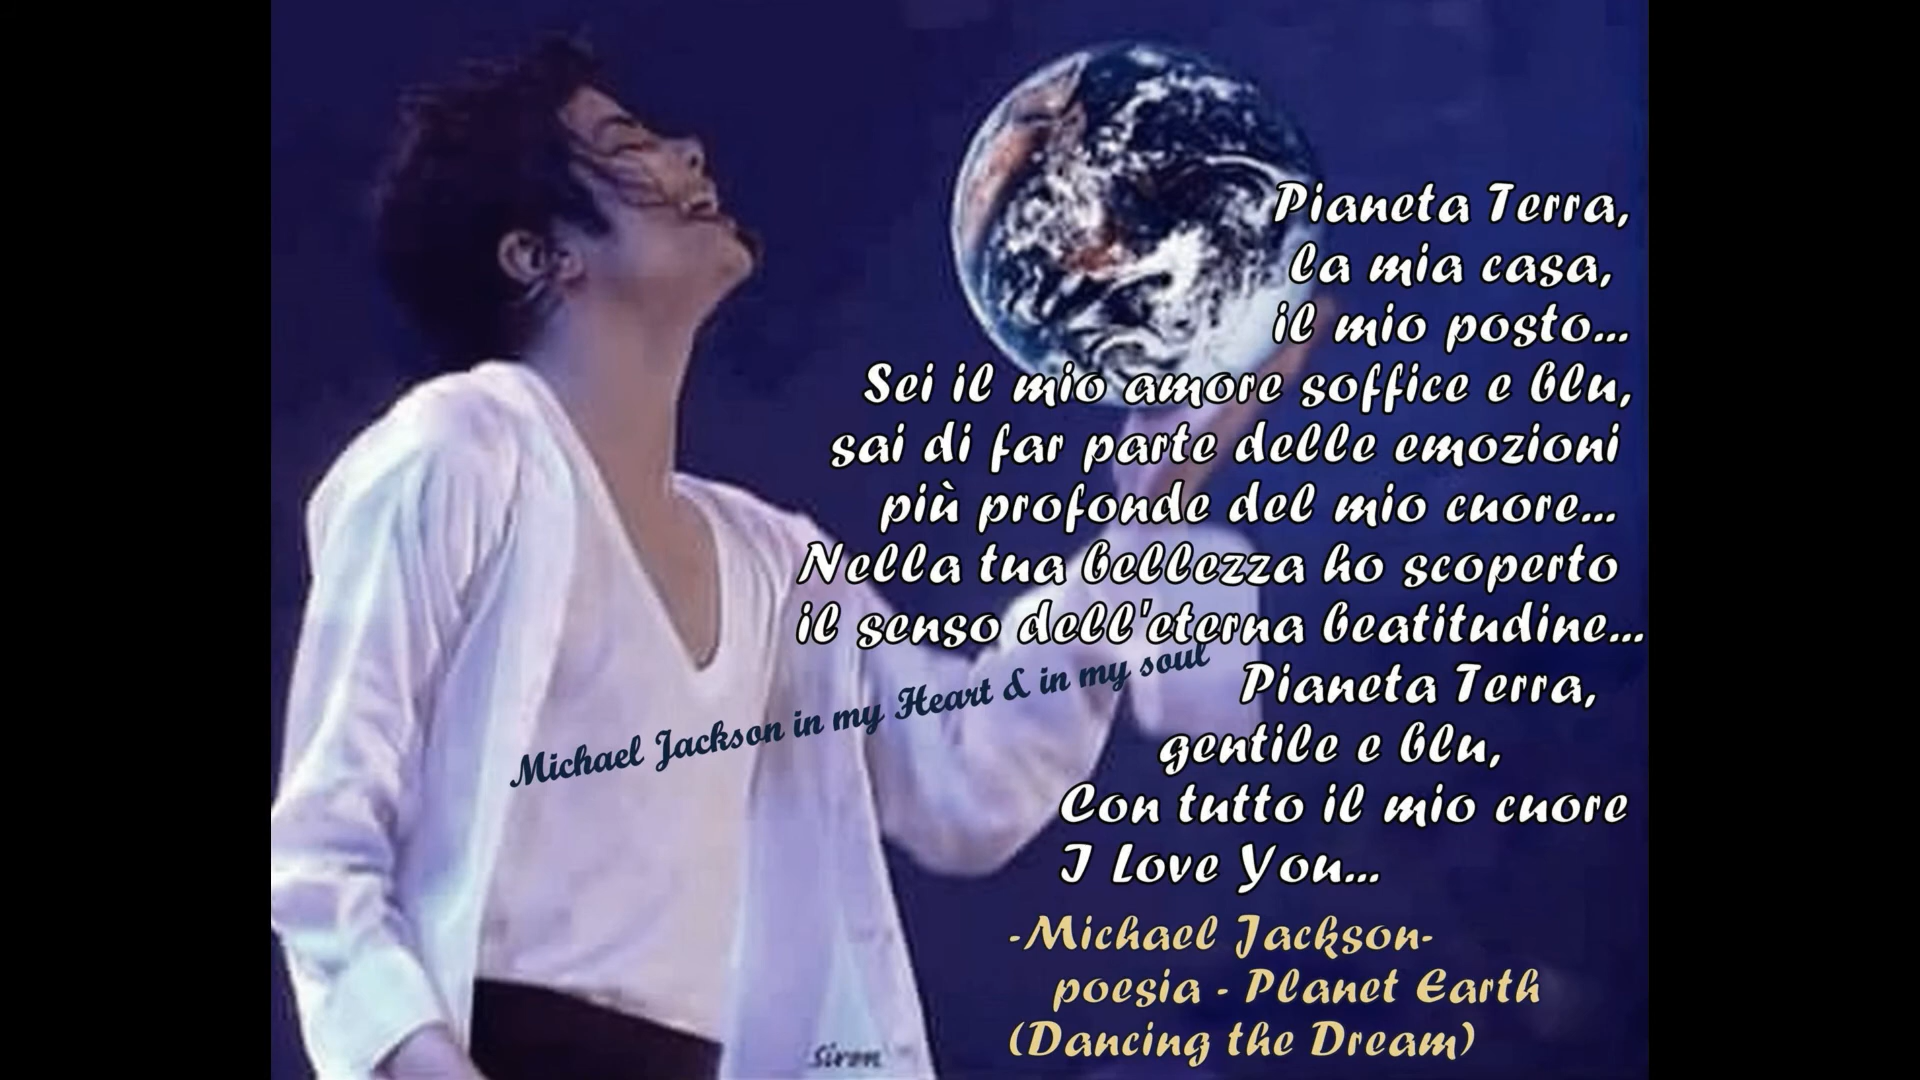 Pianeta Terra,
la mia casa,
il mio posto...
Sei il mio amore soffice e blu,
sai di far parte delle emozioni
più profonde del mio cuore...
Nella tua bellezza ho scoperto
il senso dell'eterna beatitudine...
Pianeta Terra,
gentile e blu,
Con tutto il mio cuore
I Love You...
-Michael Jackson-
poesia - Planet Earth
(Dancing the Dream)
Michael Jackson in my Heart & in my soul
Siren